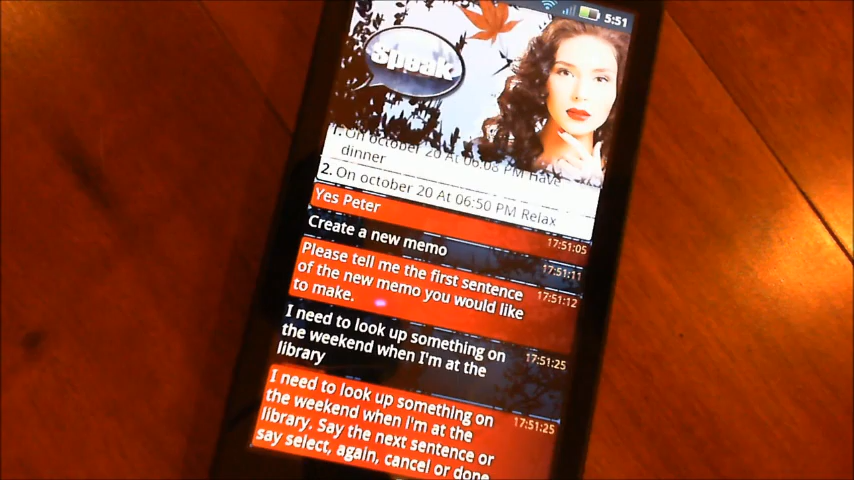 5:51
Speak
1. On october 20 At 06:08 PM Have
dinner
2. On october 20 At 06:50 PM Relax
Yes Peter
17:51:05
Create a new memo
17:51:11
Please tell me the first sentence
of the new memo you would like
to make.
17:51:12
I need to look up something on
the weekend when I'm at the
library
17:51:25
I need to look up something on
the weekend when I'm at the
library. Say the next sentence or
say select, again, cancel or done
17:51:25